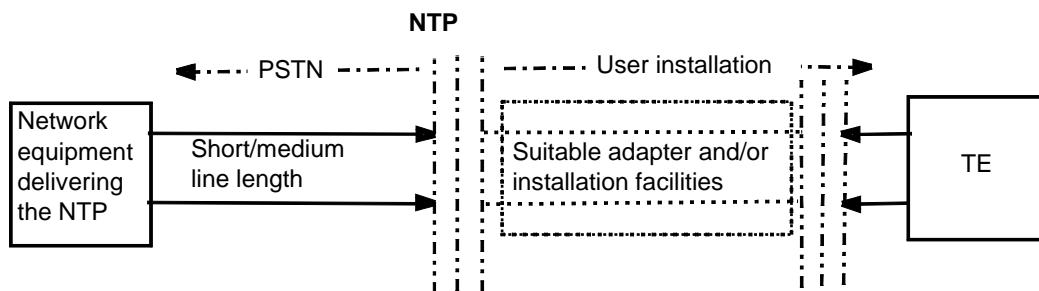 NTP
PSTN
User installation
Network
equipment
delivering
the NTP
Short/medium
line length
Suitable adapter and/or
installation facilities
TE